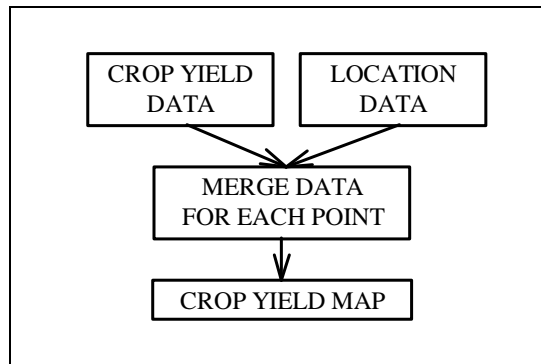 CROP YIELD
DATA
LOCATION
DATA
MERGE DATA
FOR EACH POINT
CROP YIELD MAP